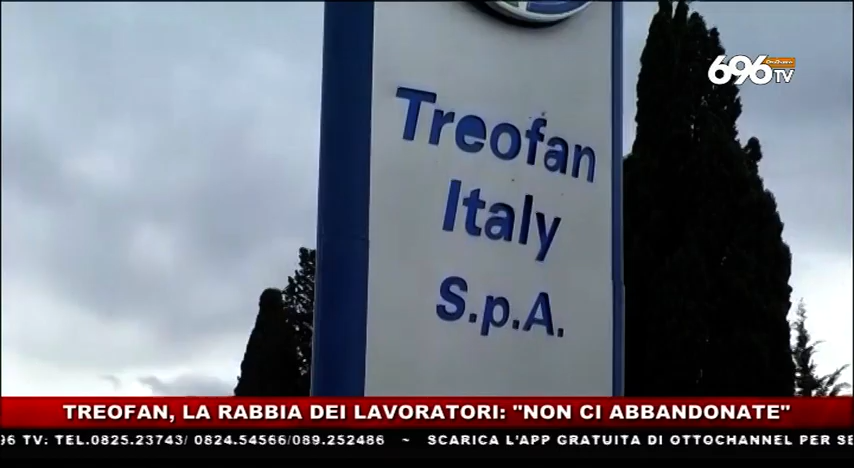 696
TV
Treofan
Italy
S.p.A.
TREOFAN, LA RABBIA DEI LAVORATORI: "NON CI ABBANDONATE"
96 TV: TEL.0825.23743/ 0824.54566/089.252486 ~ SCARICA L'APP GRATUITA DI OTTOCHANNEL PER SE